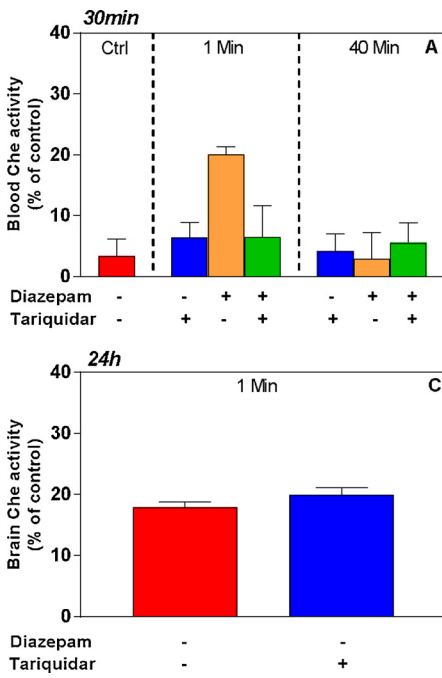 30min
40
Ctrl
1 Min
40 Min
A
30
20
10
0
Blood Che activity
(% of control)
Diazepam - - + + - + +
Tariquidar - + - + + - +
24h
40
1 Min
C
30
20
10
0
Brain Che activity
(% of control)
Diazepam - -
Tariquidar - +